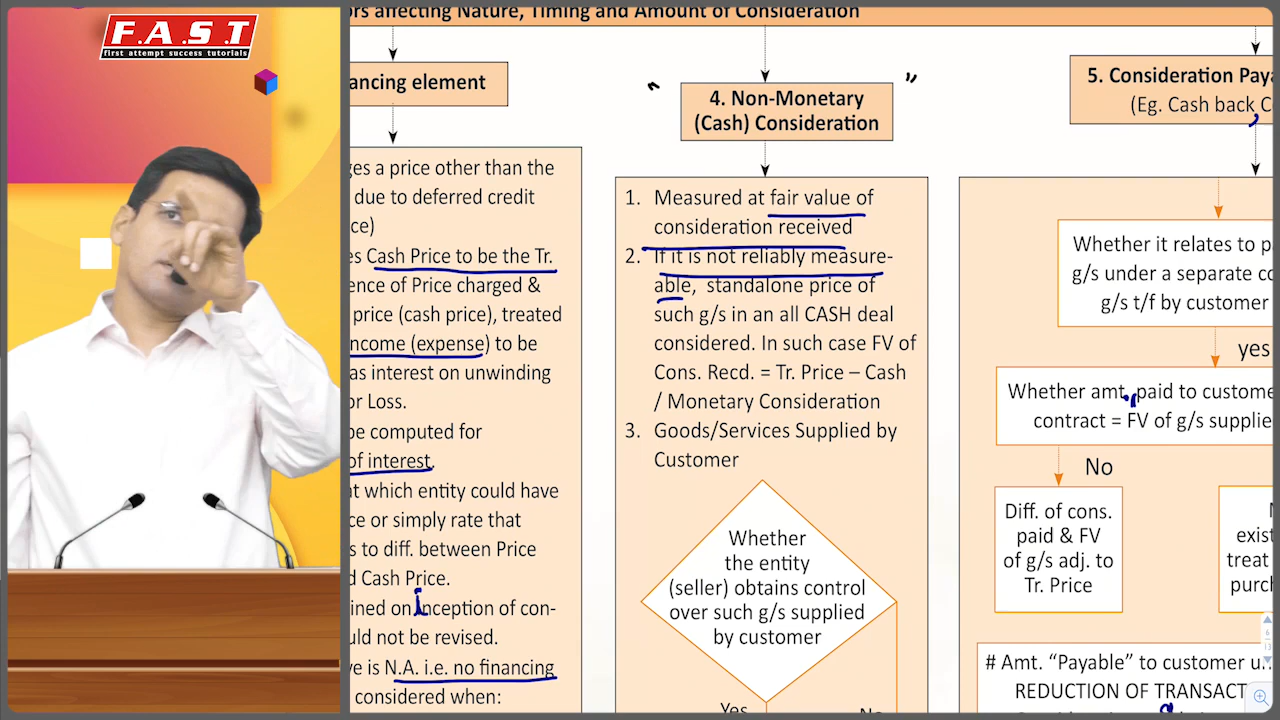 F.A.S.T
first attempt success tutorials
affecting Nature, Timing and Amount of Consideration
element
ges a price other than the
due to deferred credit
Cash Price to be the Tr.
ence of Price charged &
price (cash price), treated
ncome (expense) to be
as interest on unwinding
or Loss.
be computed for
of interest.
at which entity could have
ce or simply rate that
s to diff. between Price
d Cash Price.
ined on inception of con-
uld not be revised.
ve is N.A. i.e. no financing
considered when:
4. Non-Monetary
(Cash) Consideration
1. Measured at fair value of
consideration received
2. If it is not reliably measure-
able, standalone price of
such g/s in an all CASH deal
considered. In such case FV of
Cons. Recd. = Tr. Price – Cash
/ Monetary Consideration
3. Goods/Services Supplied by
Customer
Whether
the entity
(seller) obtains control
over such g/s supplied
by customer
Yes
No
5. Consideration Paya
(Eg. Cash back C
Whether it relates to p
g/s under a separate co
g/s t/f by customer
yes
Whether amt. paid to custome
contract = FV of g/s supplie
No
Diff. of cons.
paid & FV
of g/s adj. to
Tr. Price
exist
treat
purch
# Amt. “Payable” to customer u
REDUCTION OF TRANSACT